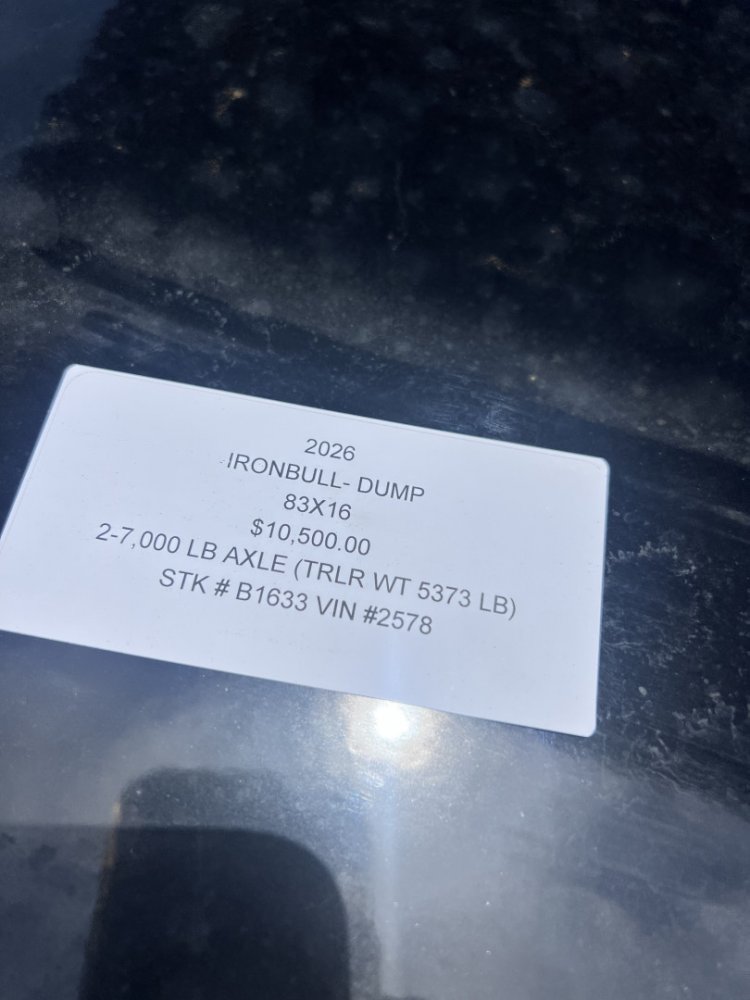 2026
IRONBULL- DUMP
83X16
$10,500.00
2-7,000 LB AXLE (TRLR WT 5373 LB)
STK # B1633 VIN #2578